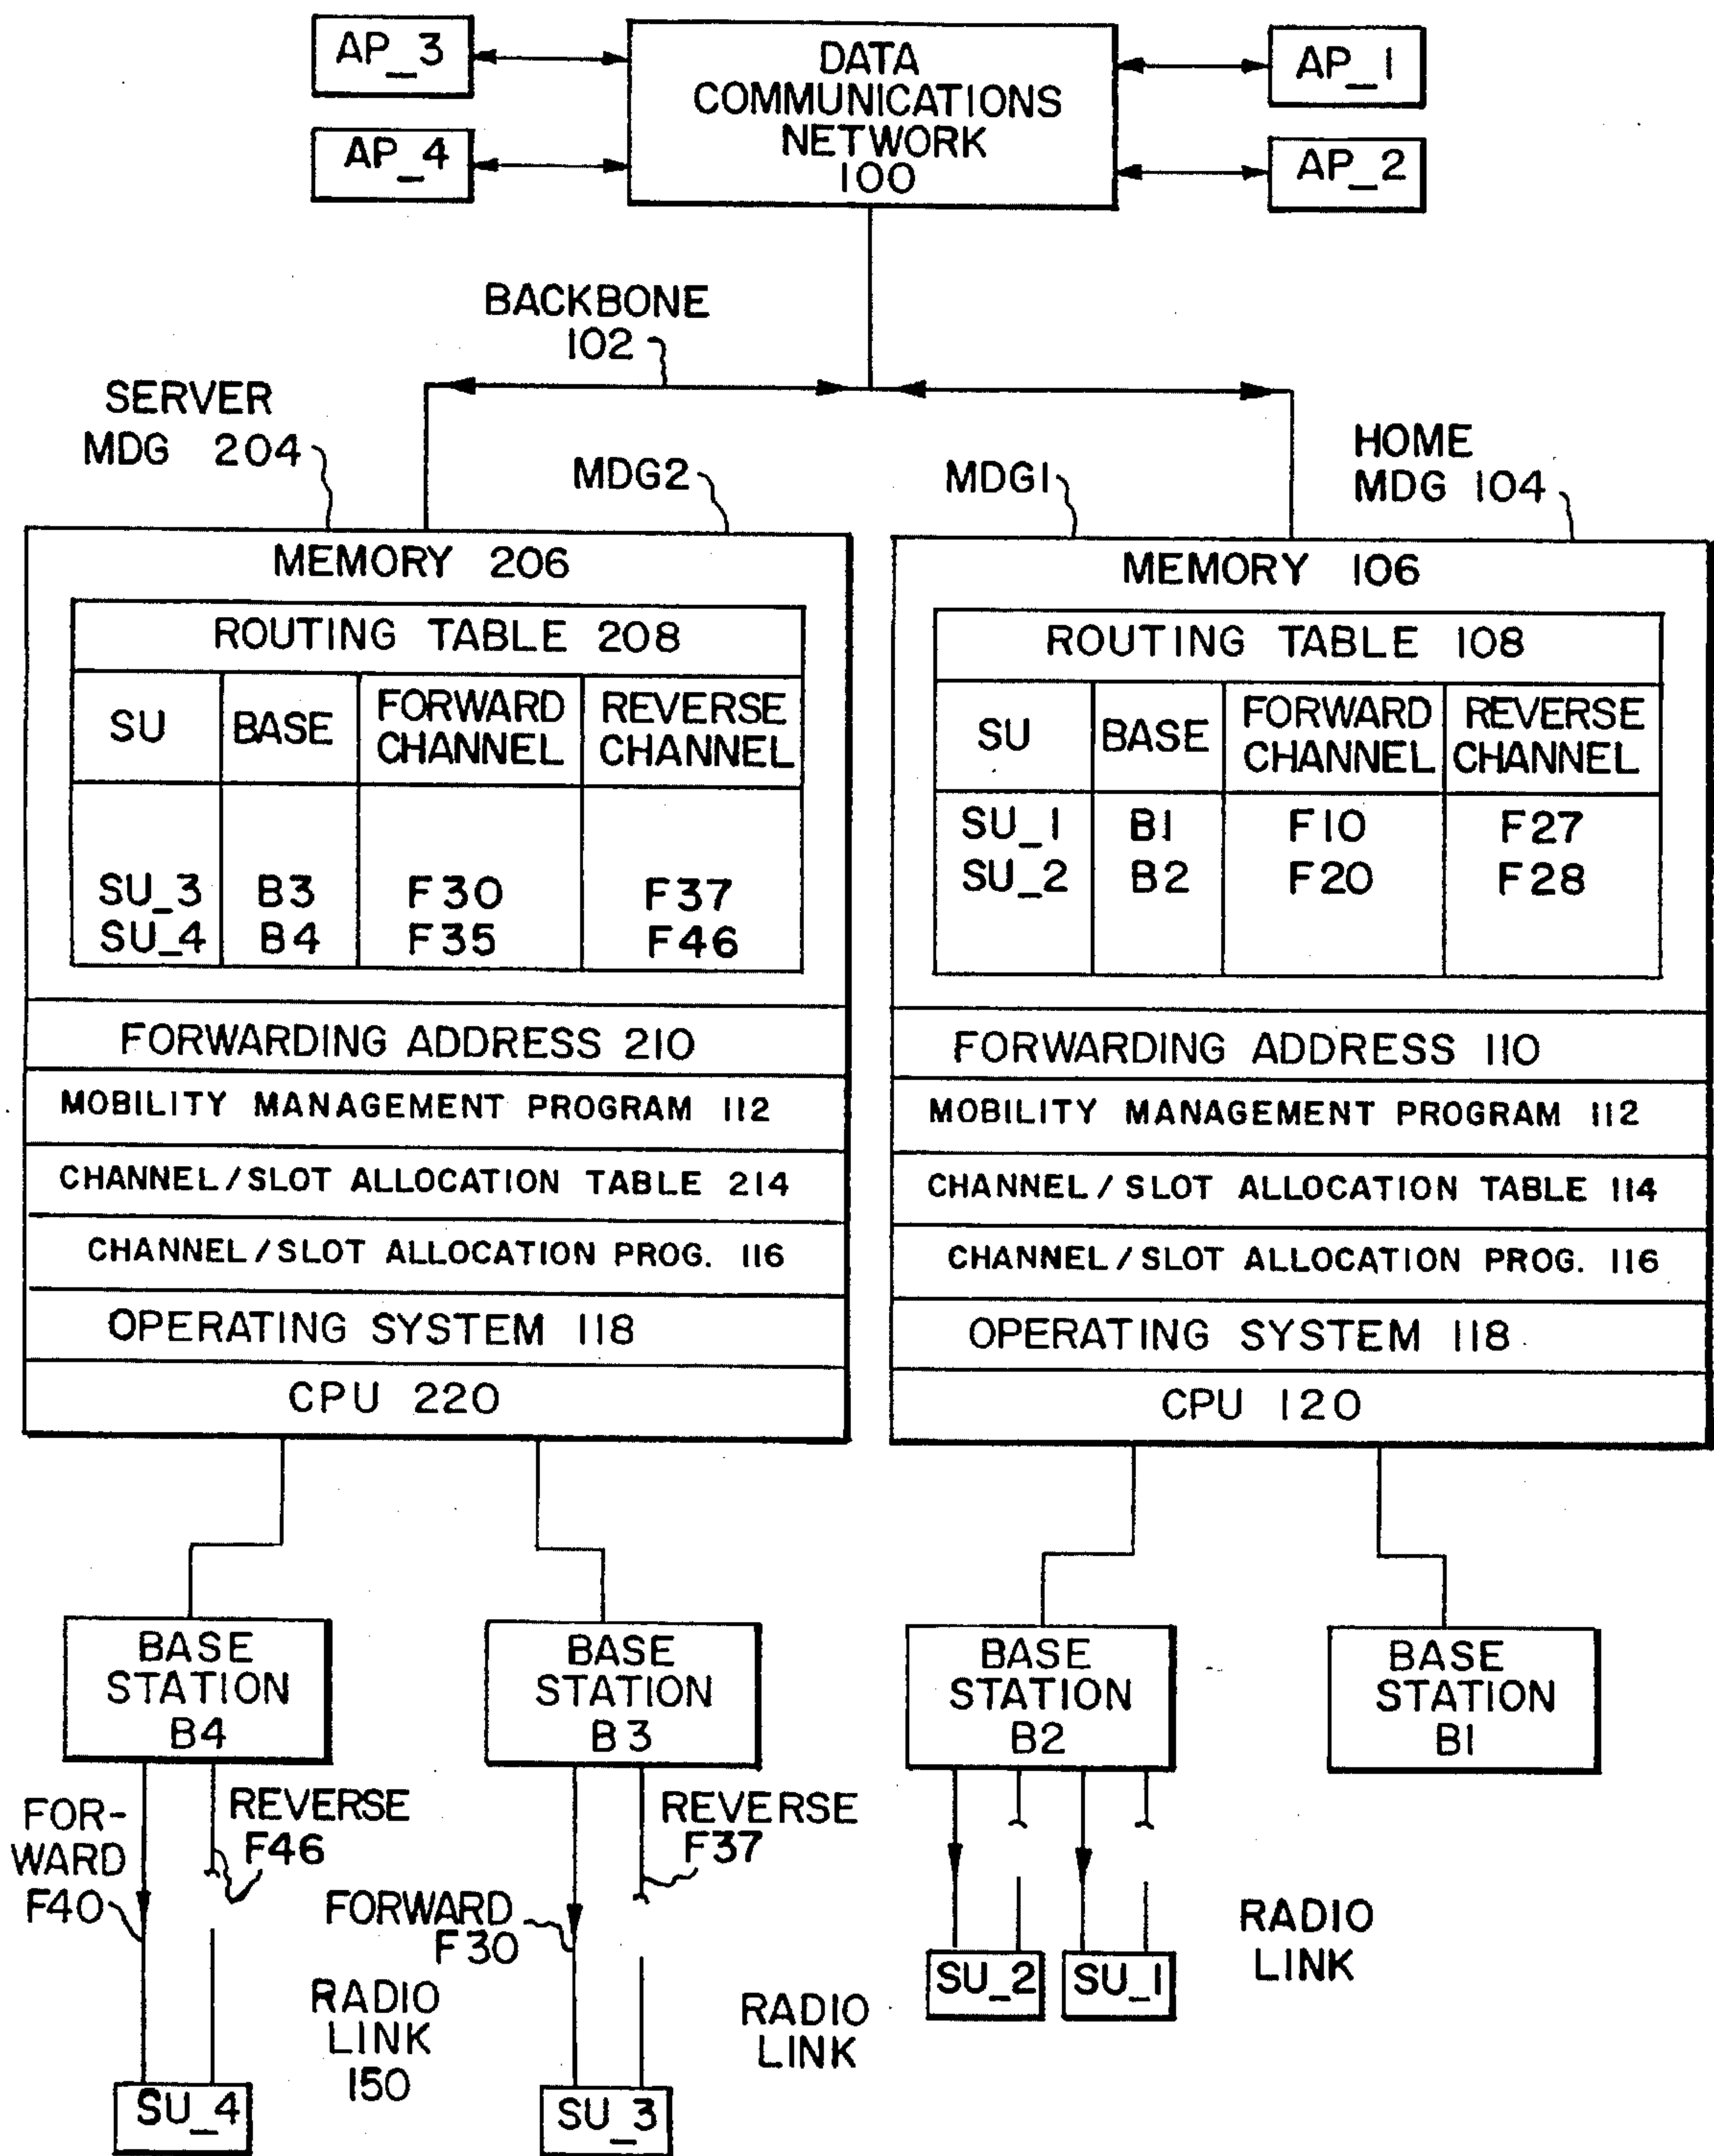 AP_3
DATA
COMMUNICATIONS
NETWORK
100
AP_1
AP_4
AP_2
BACKBONE
102
SERVER
MDG 204
MDG2
MDG1
HOME
MDG 104
MEMORY 206
ROUTING TABLE 208
SU BASE FORWARD CHANNEL REVERSE CHANNEL
SU_3 B3 F30 F37
SU_4 B4 F35 F46
FORWARDING ADDRESS 210
MOBILITY MANAGEMENT PROGRAM 112
CHANNEL/SLOT ALLOCATION TABLE 214
CHANNEL/SLOT ALLOCATION PROG. 116
OPERATING SYSTEM 118
CPU 220
MEMORY 106
ROUTING TABLE 108
SU BASE FORWARD CHANNEL REVERSE CHANNEL
SU_1 B1 F10 F27
SU_2 B2 F20 F28
FORWARDING ADDRESS 110
MOBILITY MANAGEMENT PROGRAM 112
CHANNEL/SLOT ALLOCATION TABLE 114
CHANNEL/SLOT ALLOCATION PROG. 116
OPERATING SYSTEM 118
CPU 120
BASE
STATION
B4
BASE
STATION
B3
BASE
STATION
B2
BASE
STATION
B1
FOR-
WARD
F40
REVERSE
F46
FORWARD
F30
REVERSE
F37
RADIO
LINK
150
RADIO
LINK
RADIO
LINK
SU_2
SU_1
SU_4
SU_3